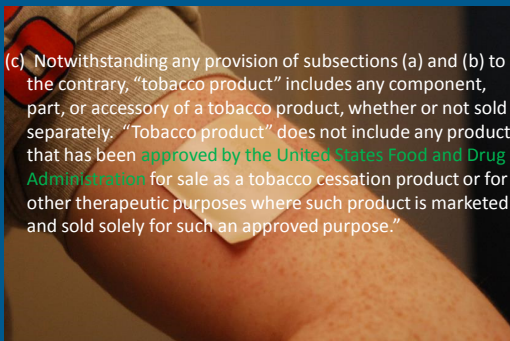 (c) Notwithstanding any provision of subsections (a) and (b) to
the contrary, “tobacco product” includes any component,
part, or accessory of a tobacco product, whether or not sold
separately. “Tobacco product” does not include any product
that has been approved by the United States Food and Drug
Administration for sale as a tobacco cessation product or for
other therapeutic purposes where such product is marketed
and sold solely for such an approved purpose.”